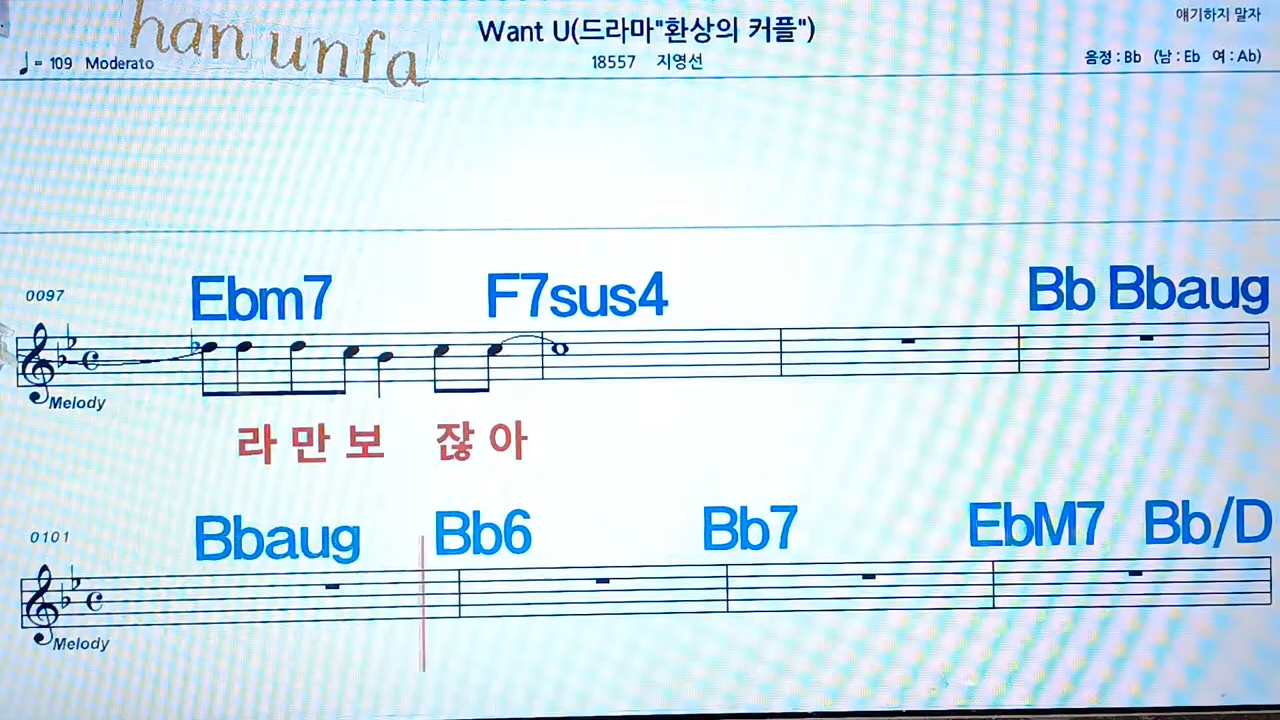 han unfa
Want U(드라마"환상의 커플")
얘기하지 말자
♩= 109 Moderato
18557 지영선
음정 : Bb (남 : Eb 여 : Ab)
0097
Ebm7 F7sus4 Bb Bbaug
Melody
라 만 보 잖 아
0101
Bbaug Bb6 Bb7 EbM7 Bb/D
Melody